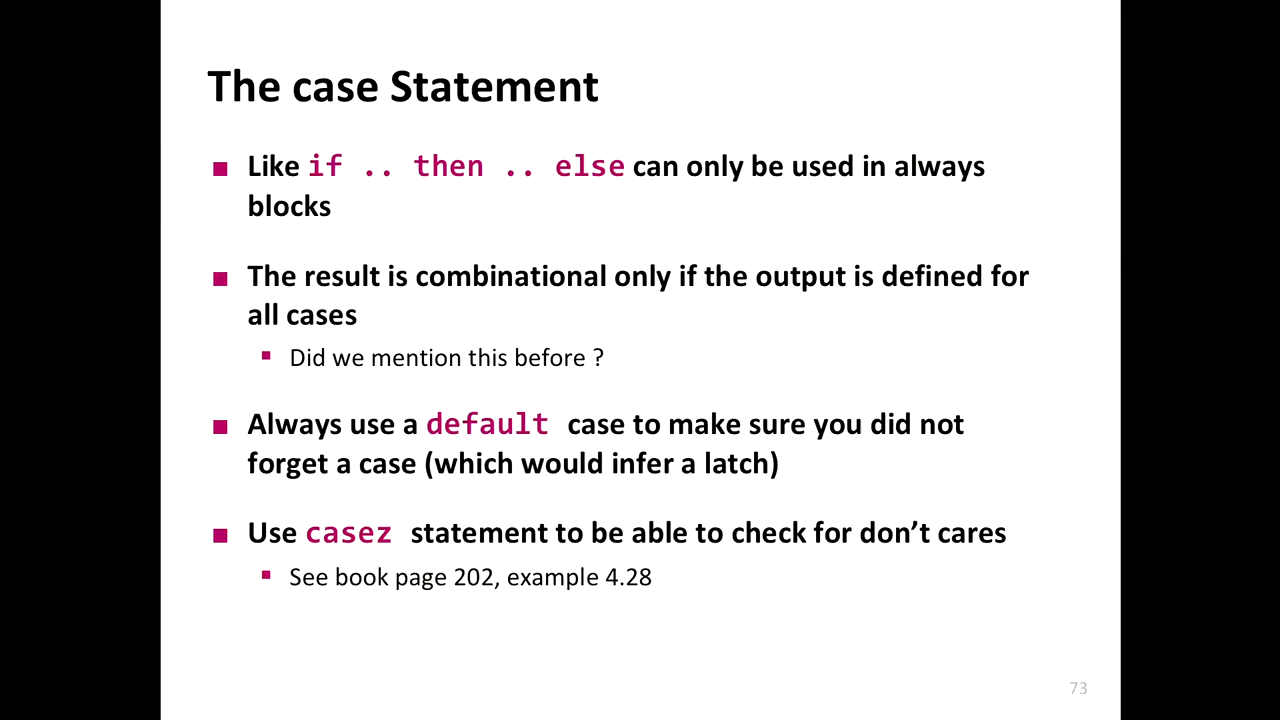 The case Statement
Like if .. then .. else can only be used in always
blocks
The result is combinational only if the output is defined for
all cases
Did we mention this before ?
Always use a default case to make sure you did not
forget a case (which would infer a latch)
Use casez statement to be able to check for don’t cares
See book page 202, example 4.28
73